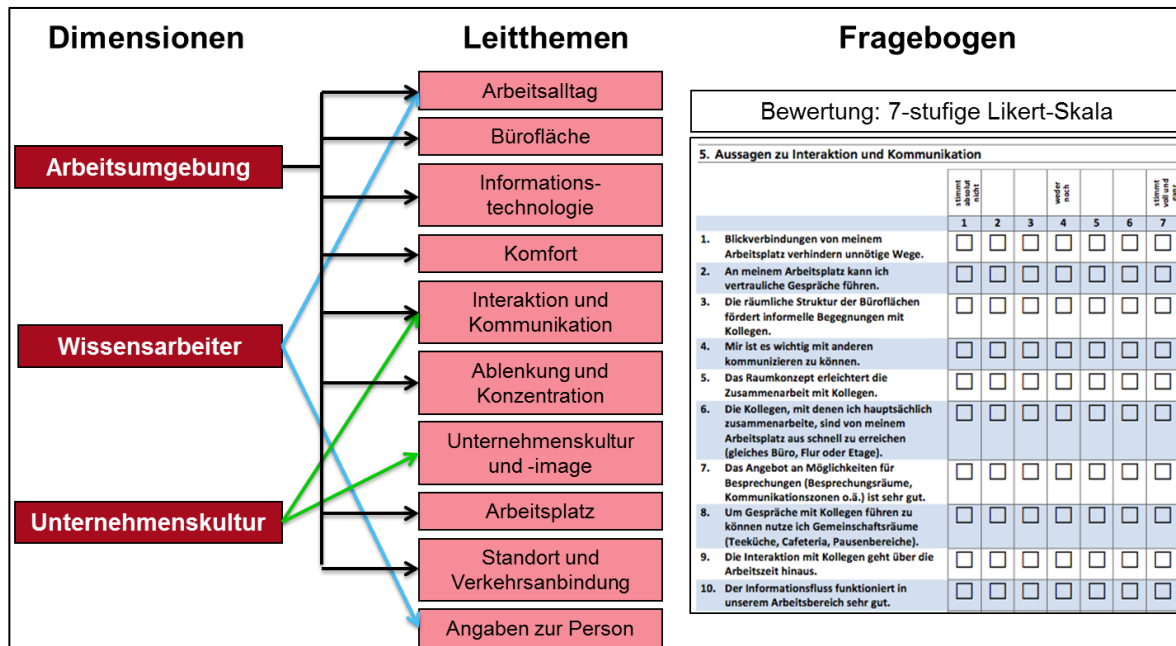 Dimensionen
Leitthemen
Fragebogen
Arbeitsumgebung
Wissensarbeiter
Unternehmenskultur
Arbeitsalltag
Bürofläche
Informations-
technologie
Komfort
Interaktion und
Kommunikation
Ablenkung und
Konzentration
Unternehmenskultur
und -image
Arbeitsplatz
Standort und
Verkehrsanbindung
Angaben zur Person
Bewertung: 7-stufige Likert-Skala
5. Aussagen zu Interaktion und Kommunikation
stimmt
absolut
nicht
weder
noch
stimmt
voll und
ganz
1 2 3 4 5 6 7
1. Blickverbindungen von meinem
Arbeitsplatz verhindern unnötige Wege.
2. An meinem Arbeitsplatz kann ich
vertrauliche Gespräche führen.
3. Die räumliche Struktur der Büroflächen
fördert informelle Begegnungen mit
Kollegen.
4. Mir ist es wichtig mit anderen
kommunizieren zu können.
5. Das Raumkonzept erleichtert die
Zusammenarbeit mit Kollegen.
6. Die Kollegen, mit denen ich hauptsächlich
zusammenarbeite, sind von meinem
Arbeitsplatz aus schnell zu erreichen
(gleiches Büro, Flur oder Etage).
7. Das Angebot an Möglichkeiten für
Besprechungen (Besprechungsräume,
Kommunikationszonen o.ä.) ist sehr gut.
8. Um Gespräche mit Kollegen führen zu
können nutze ich Gemeinschaftsräume
(Teeküche, Cafeteria, Pausenbereiche).
9. Die Interaktion mit Kollegen geht über die
Arbeitszeit hinaus.
10. Der Informationsfluss funktioniert in
unserem Arbeitsbereich sehr gut.